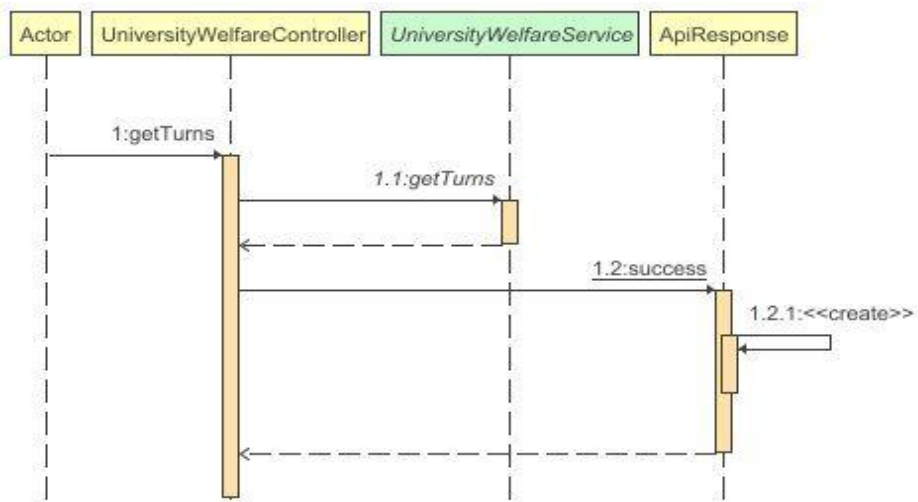 Actor
UniversityWelfareController
UniversityWelfareService
ApiResponse
1:getTurns
1.1:getTurns
1.2:success
1.2.1:<<create>>